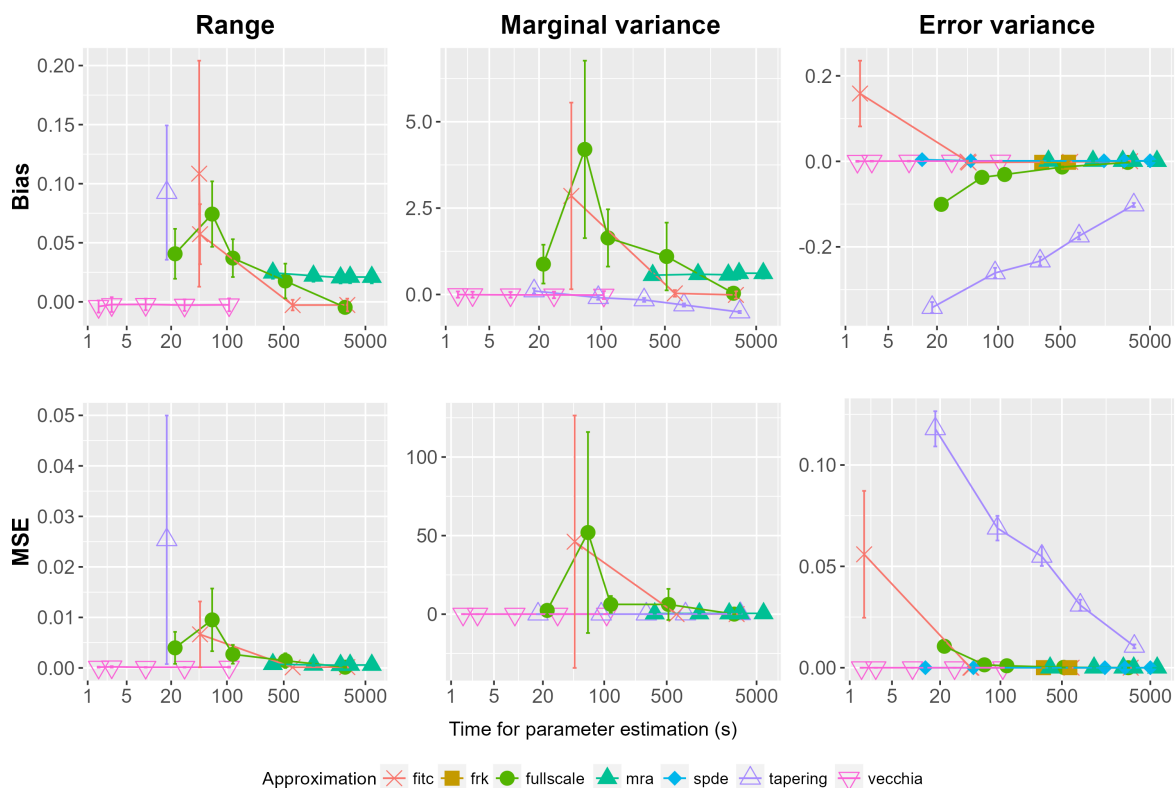 Range Marginal variance Error variance
Bias
0.20
0.15
0.10
0.05
0.00
1 5 20 100 500 5000
5.0
2.5
0.0
1 5 20 100 500 5000
0.2
0.0
-0.2
1 5 20 100 500 5000
MSE
0.05
0.04
0.03
0.02
0.01
0.00
1 5 20 100 500 5000
100
50
0
1 5 20 100 500 5000
0.10
0.05
0.00
1 5 20 100 500 5000
Time for parameter estimation (s)
Approximation fitc frk fullscale mra spde tapering vecchia